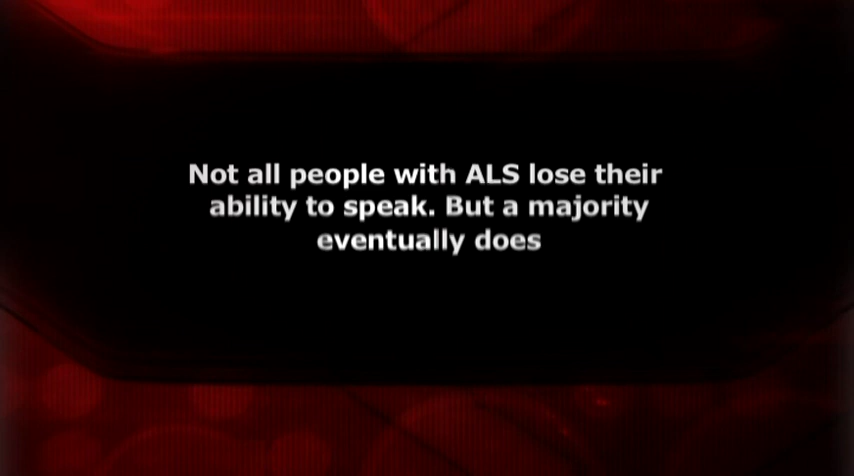 Not all people with ALS lose their
ability to speak. But a majority
eventually does